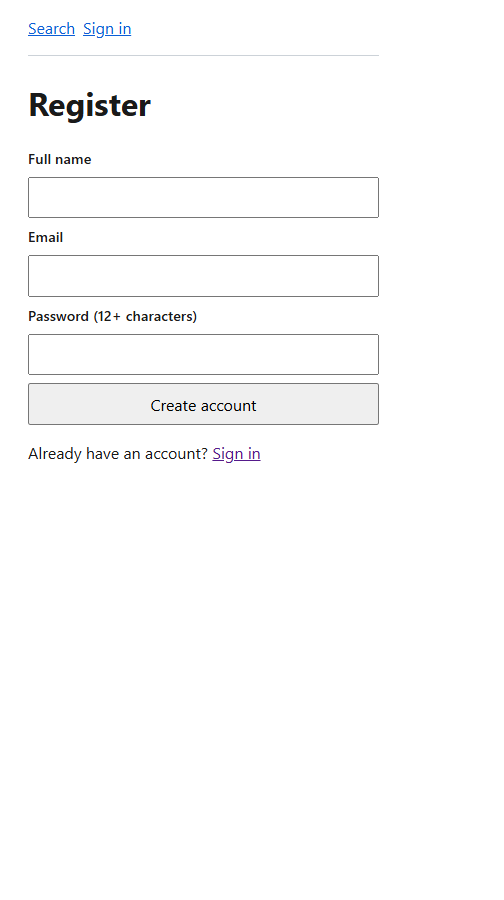 Search Sign in
Register
Full name
Email
Password (12+ characters)
Create account
Already have an account? Sign in